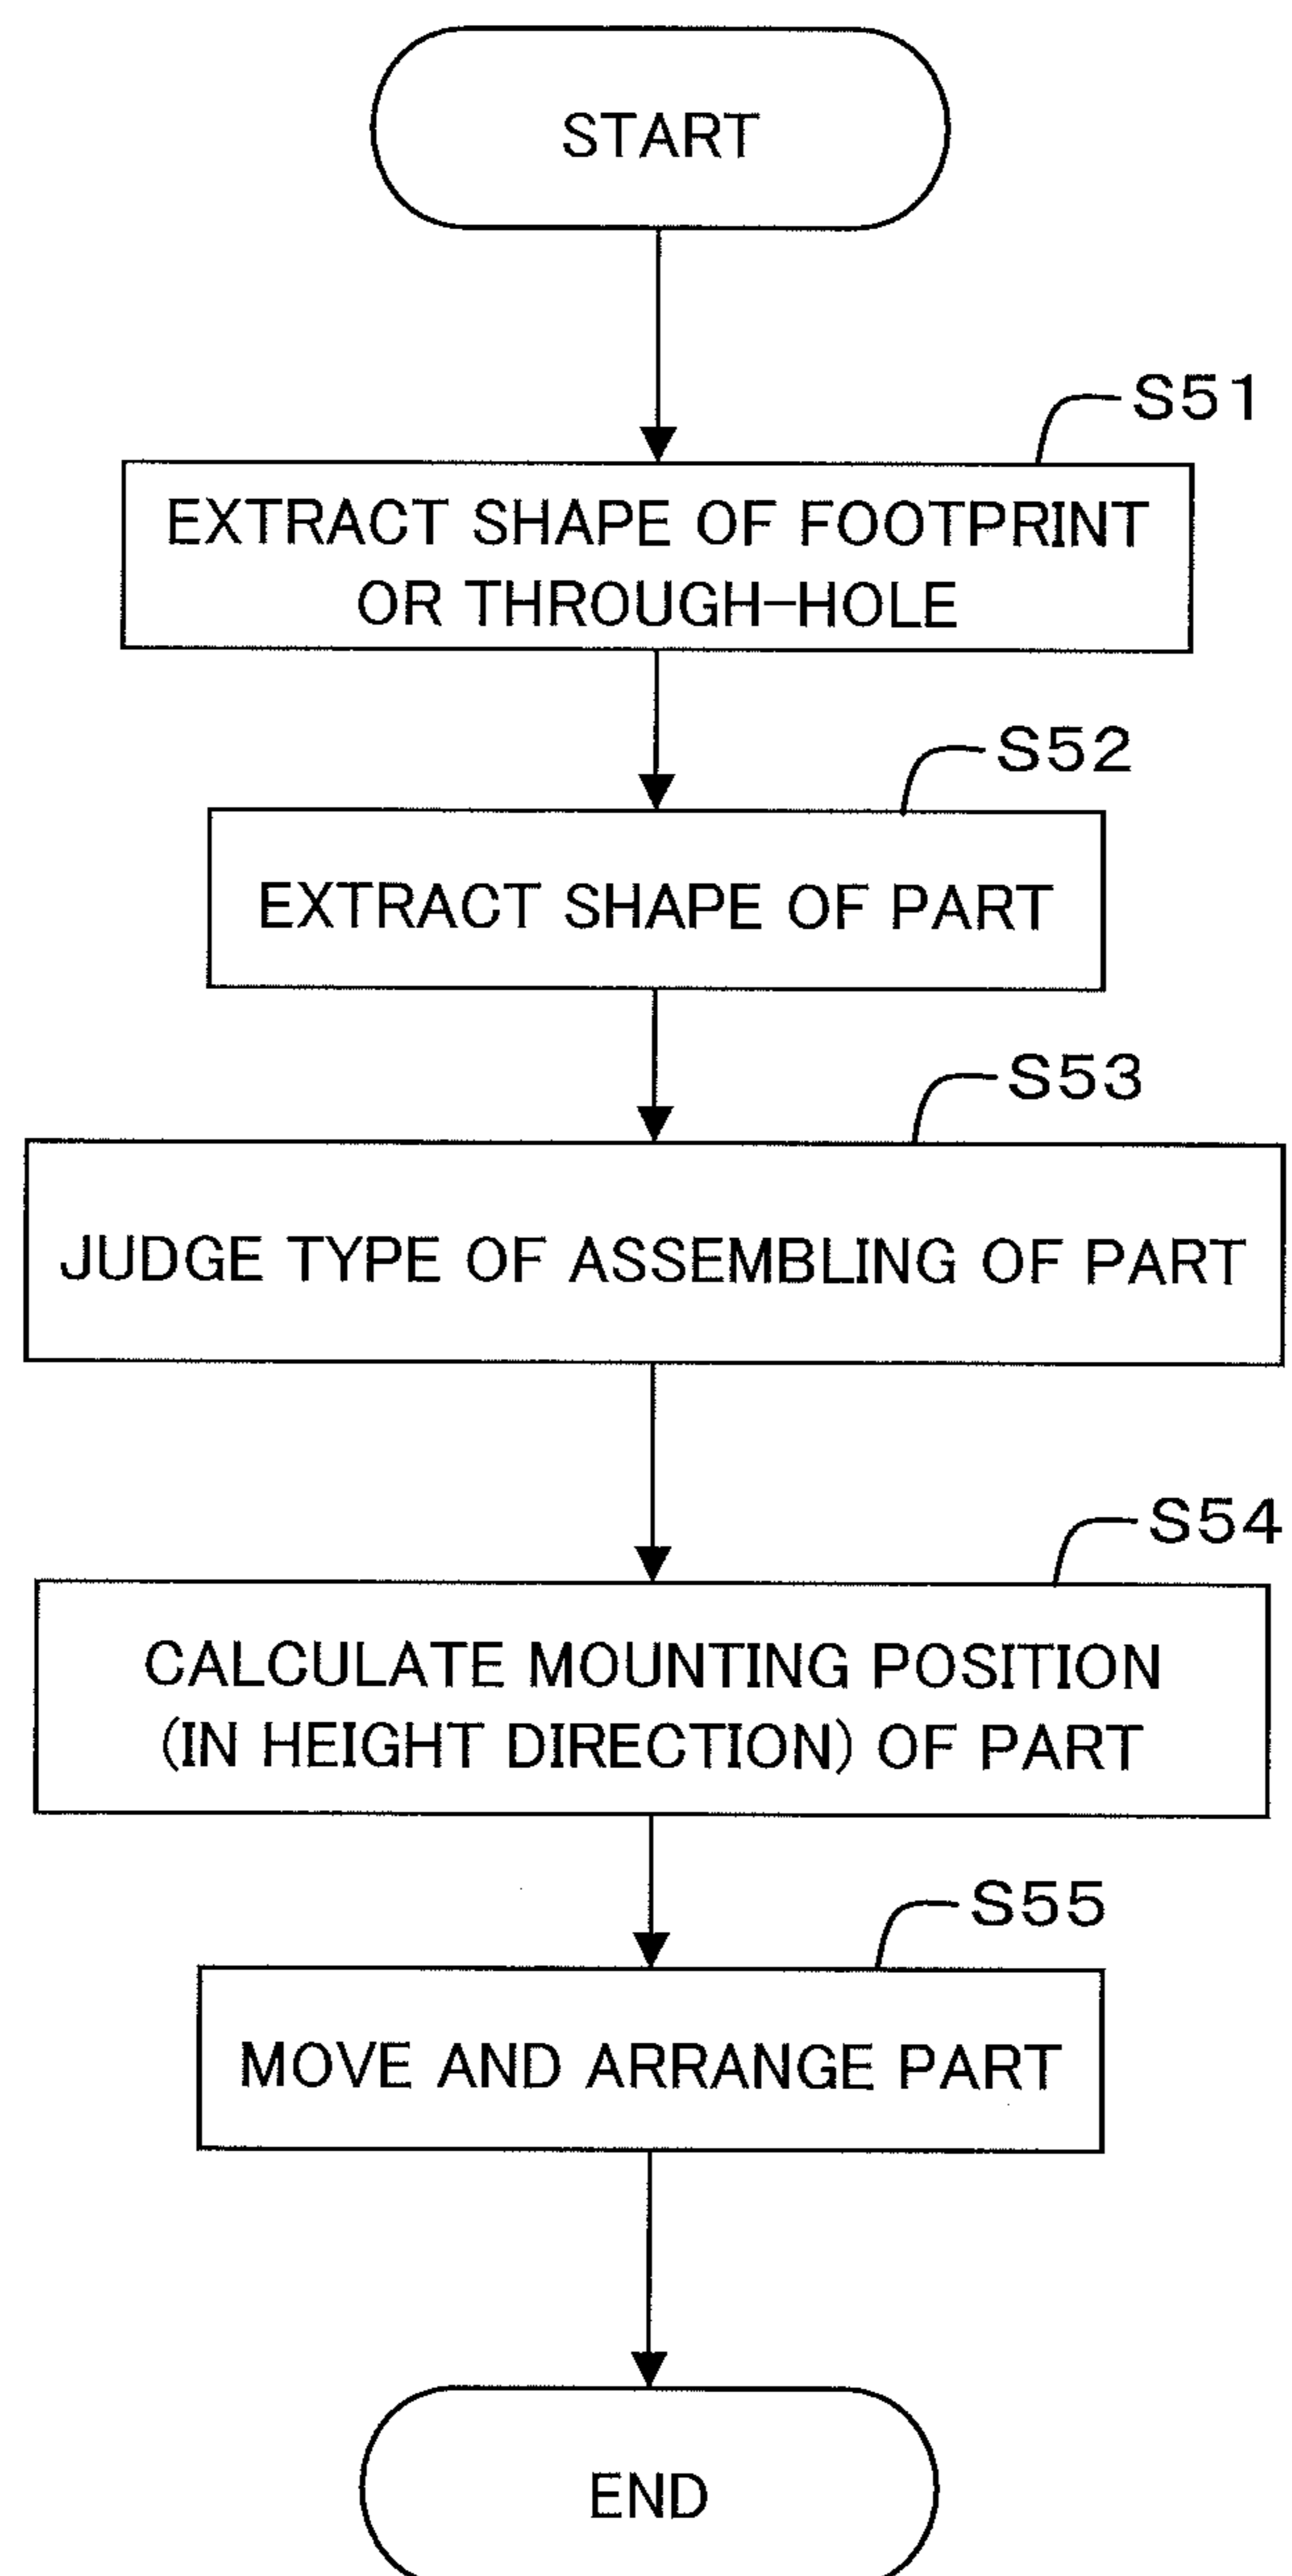 START
S51
EXTRACT SHAPE OF FOOTPRINT
OR THROUGH-HOLE
S52
EXTRACT SHAPE OF PART
S53
JUDGE TYPE OF ASSEMBLING OF PART
S54
CALCULATE MOUNTING POSITION
(IN HEIGHT DIRECTION) OF PART
S55
MOVE AND ARRANGE PART
END